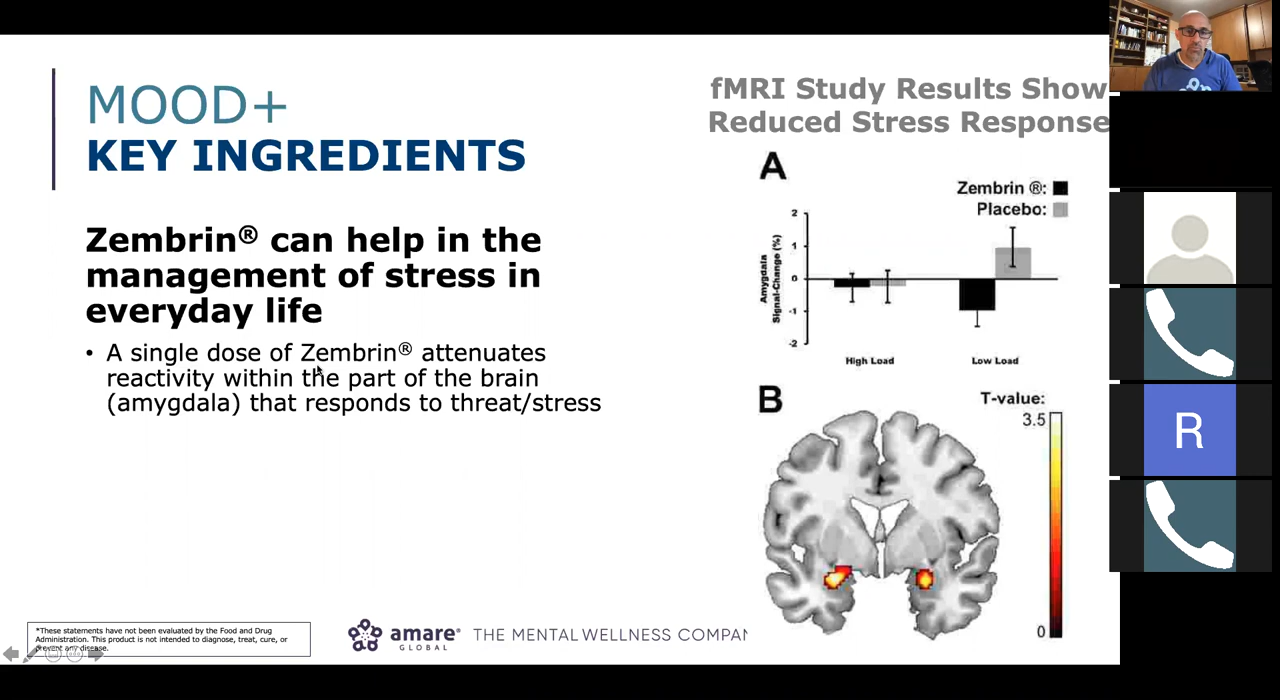 MOOD+
KEY INGREDIENTS
Zembrin® can help in the
management of stress in
everyday life
• A single dose of Zembrin® attenuates
reactivity within the part of the brain
(amygdala) that responds to threat/stress
fMRI Study Results Show
Reduced Stress Response
A
Zembrin ®:
Placebo:
Amygdala
Signal-Change (%)
2
1
0
-1
-2
High Load
Low Load
B
T-value:
3.5
0
*These statements have not been evaluated by the Food and Drug
Administration. This product is not intended to diagnose, treat, cure, or
prevent any disease.
amare®
GLOBAL
THE MENTAL WELLNESS COMPAN
R